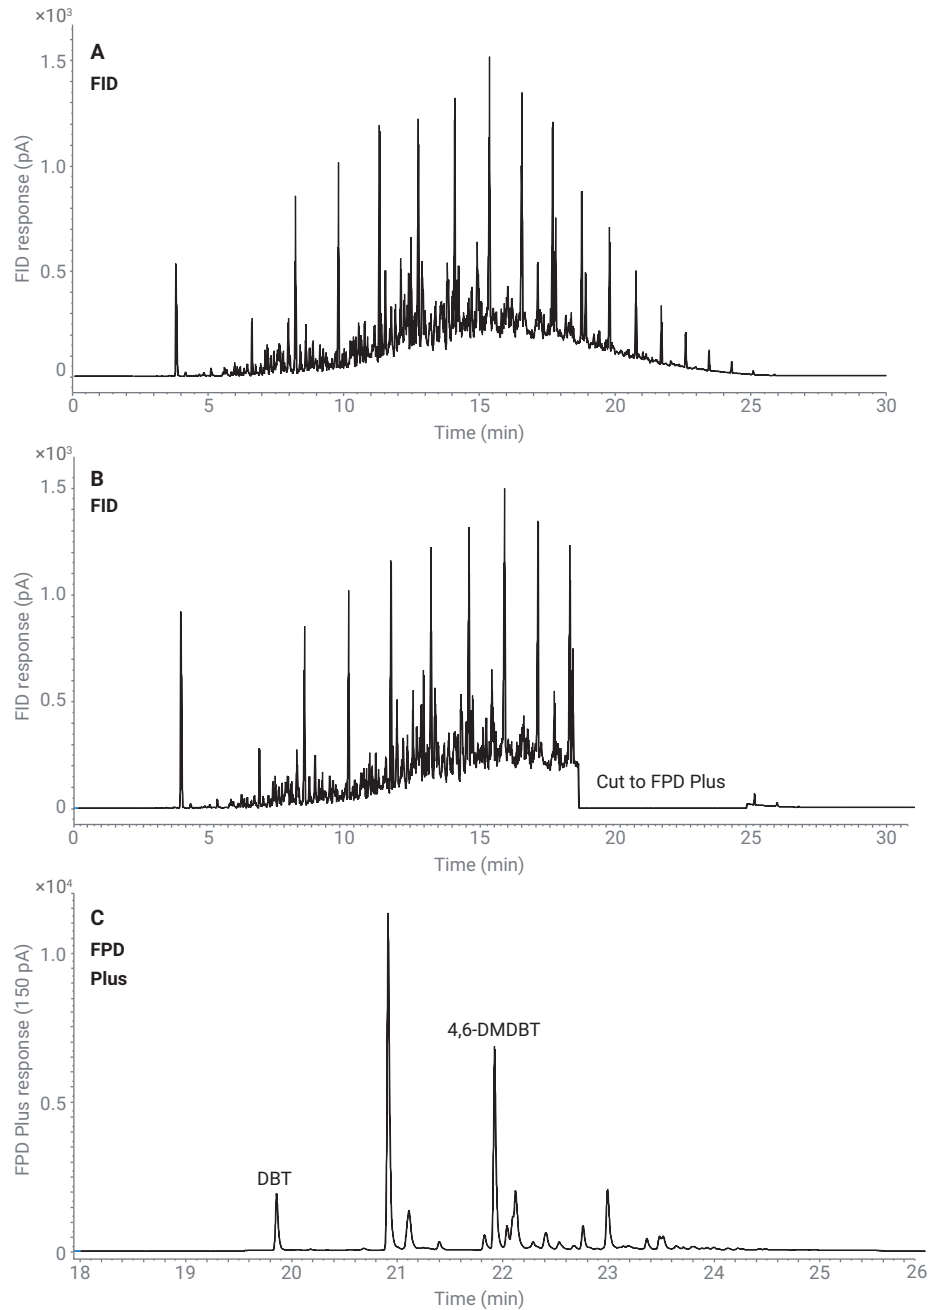 ×10³
A
FID
1.5
1.0
0.5
0
FID response (pA)
0 5 10 15 20 25 30
Time (min)
×10³
B
FID
1.5
1.0
0.5
0
FID response (pA)
Cut to FPD Plus
0 5 10 15 20 25 30
Time (min)
×10⁴
C
FPD
Plus
1.0
0.5
0
FPD Plus response (150 pA)
4,6-DMDBT
DBT
18 19 20 21 22 23 24 25 26
Time (min)